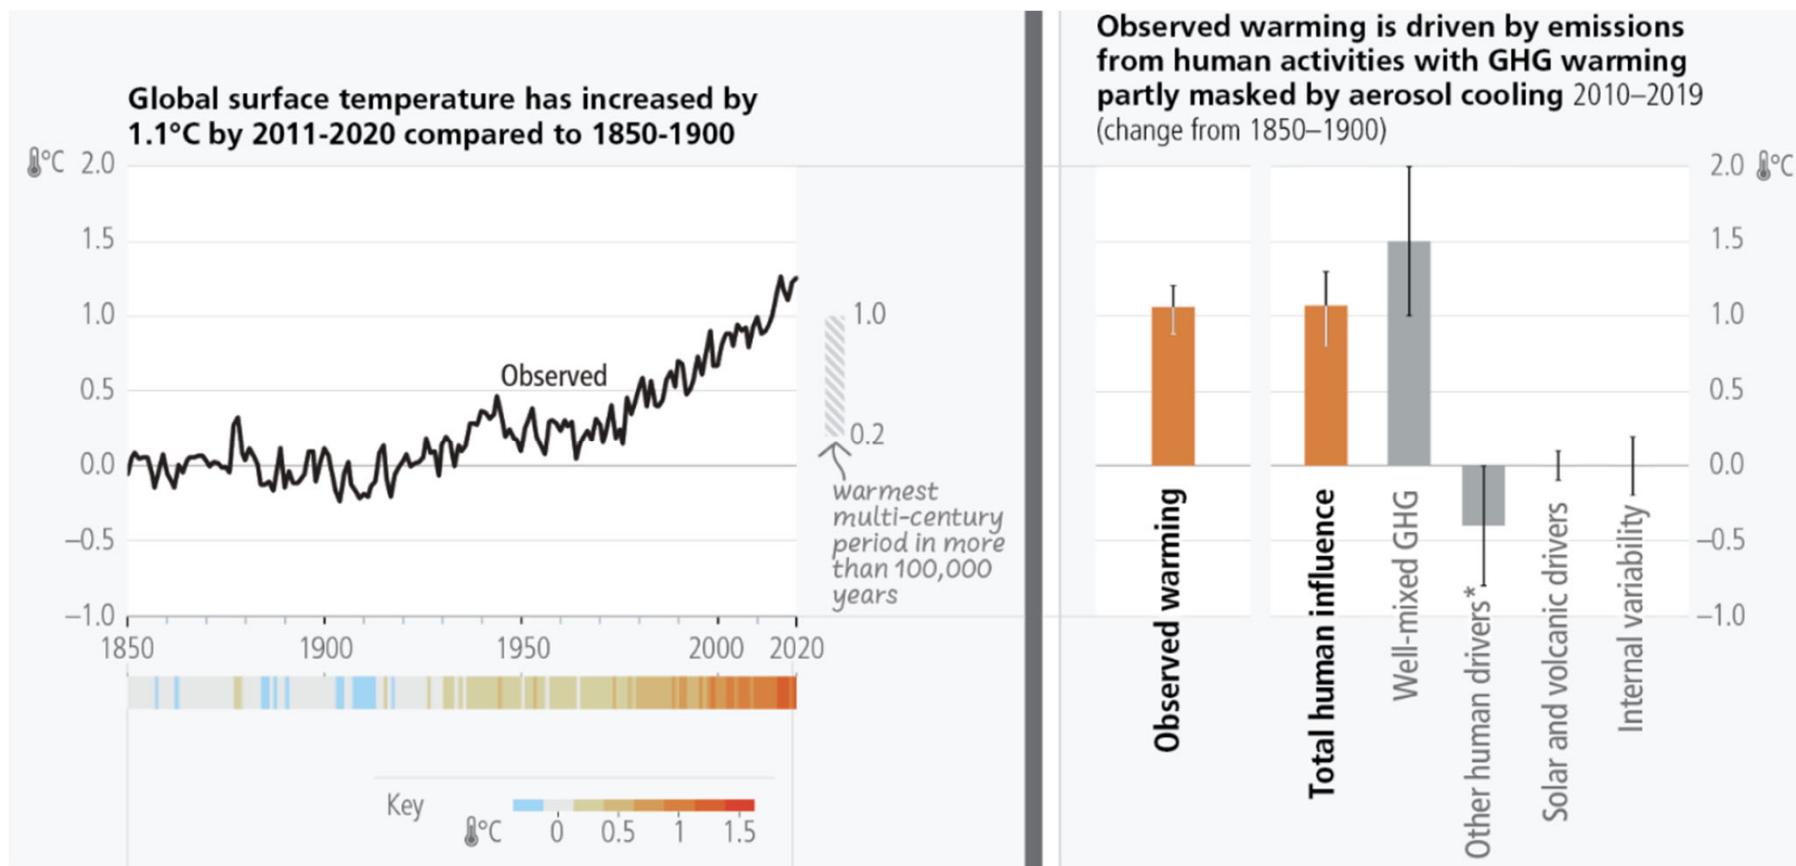 Global surface temperature has increased by
1.1°C by 2011-2020 compared to 1850-1900
°C 2.0
1.5
1.0
0.5
0.0
−0.5
−1.0
Observed
1.0
0.2
warmest
multi-century
period in more
than 100,000
years
1850 1900 1950 2000 2020
Key
°C 0 0.5 1 1.5
Observed warming is driven by emissions
from human activities with GHG warming
partly masked by aerosol cooling 2010–2019
(change from 1850–1900)
2.0 °C
1.5
1.0
0.5
0.0
−0.5
−1.0
Observed warming
Total human influence
Well-mixed GHG
Other human drivers*
Solar and volcanic drivers
Internal variability